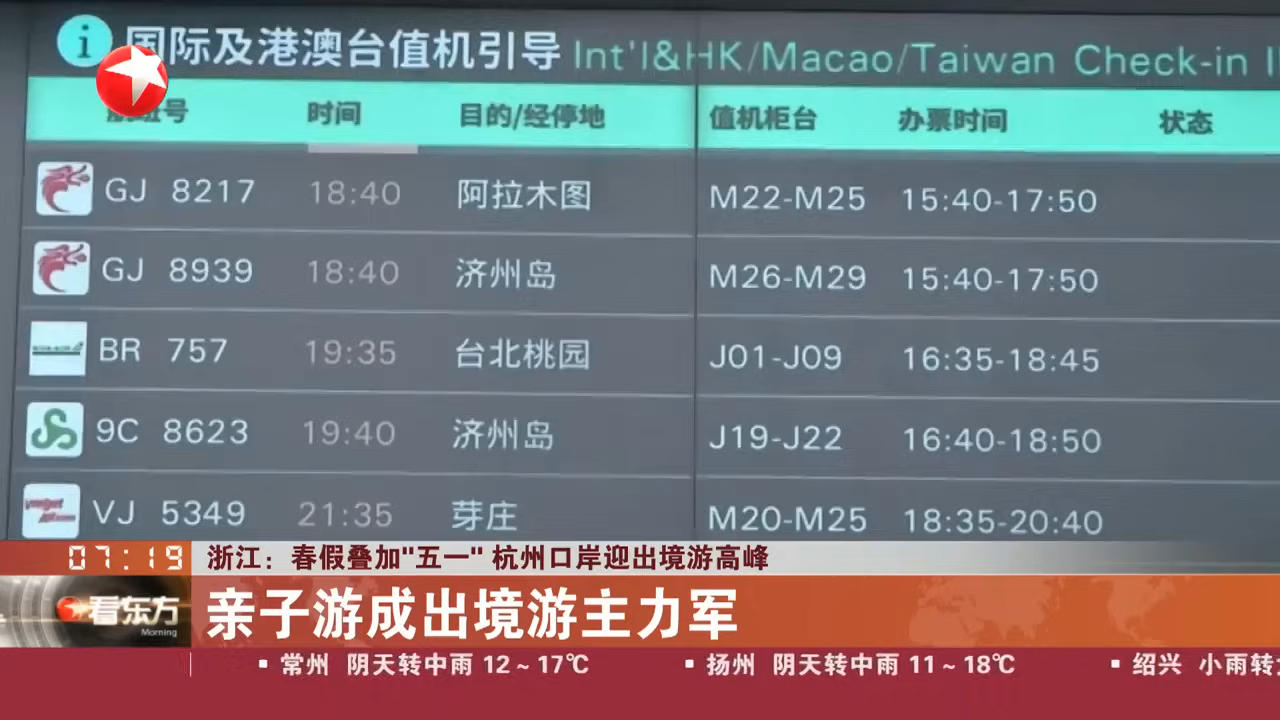 国际及港澳台值机引导 Int'l&HK/Macao/Taiwan Check-in
时间 目的/经停地 值机柜台 办票时间 状态
GJ 8217 18:40 阿拉木图 M22-M25 15:40-17:50
GJ 8939 18:40 济州岛 M26-M29 15:40-17:50
BR 757 19:35 台北桃园 J01-J09 16:35-18:45
9C 8623 19:40 济州岛 J19-J22 16:40-18:50
VJ 5349 21:35 芽庄 M20-M25 18:35-20:40
07:19 浙江：春假叠加"五一" 杭州口岸迎出境游高峰
看东方 Morning
亲子游成出境游主力军
▪ 常州 阴天转中雨 12～17℃ ▪ 扬州 阴天转中雨 11～18℃ ▪ 绍兴 小雨转